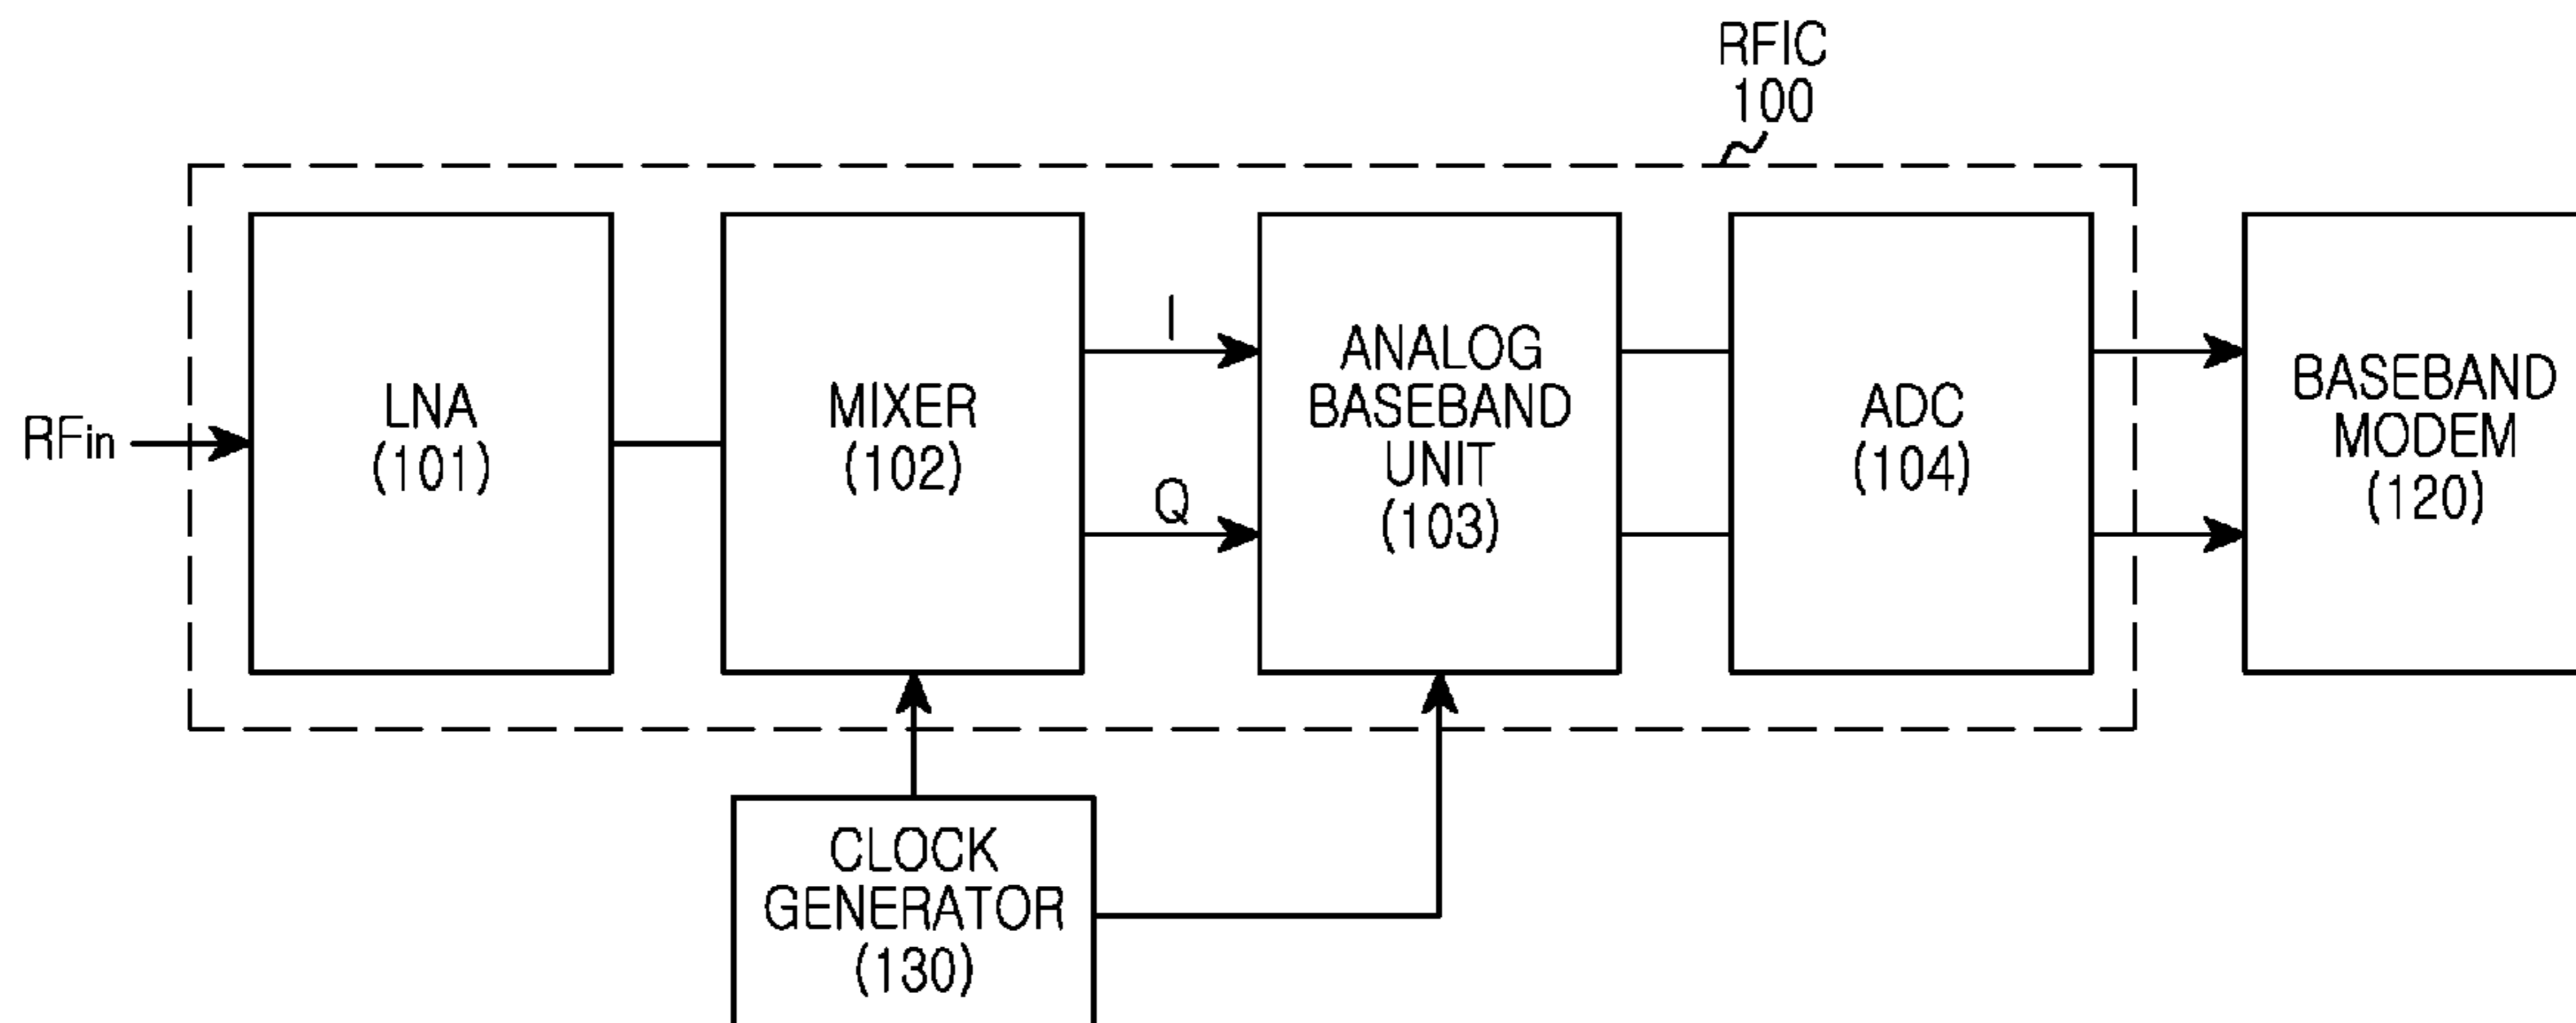 RFIC
100
RFin
LNA
(101)
MIXER
(102)
I
Q
ANALOG
BASEBAND
UNIT
(103)
ADC
(104)
BASEBAND
MODEM
(120)
CLOCK
GENERATOR
(130)